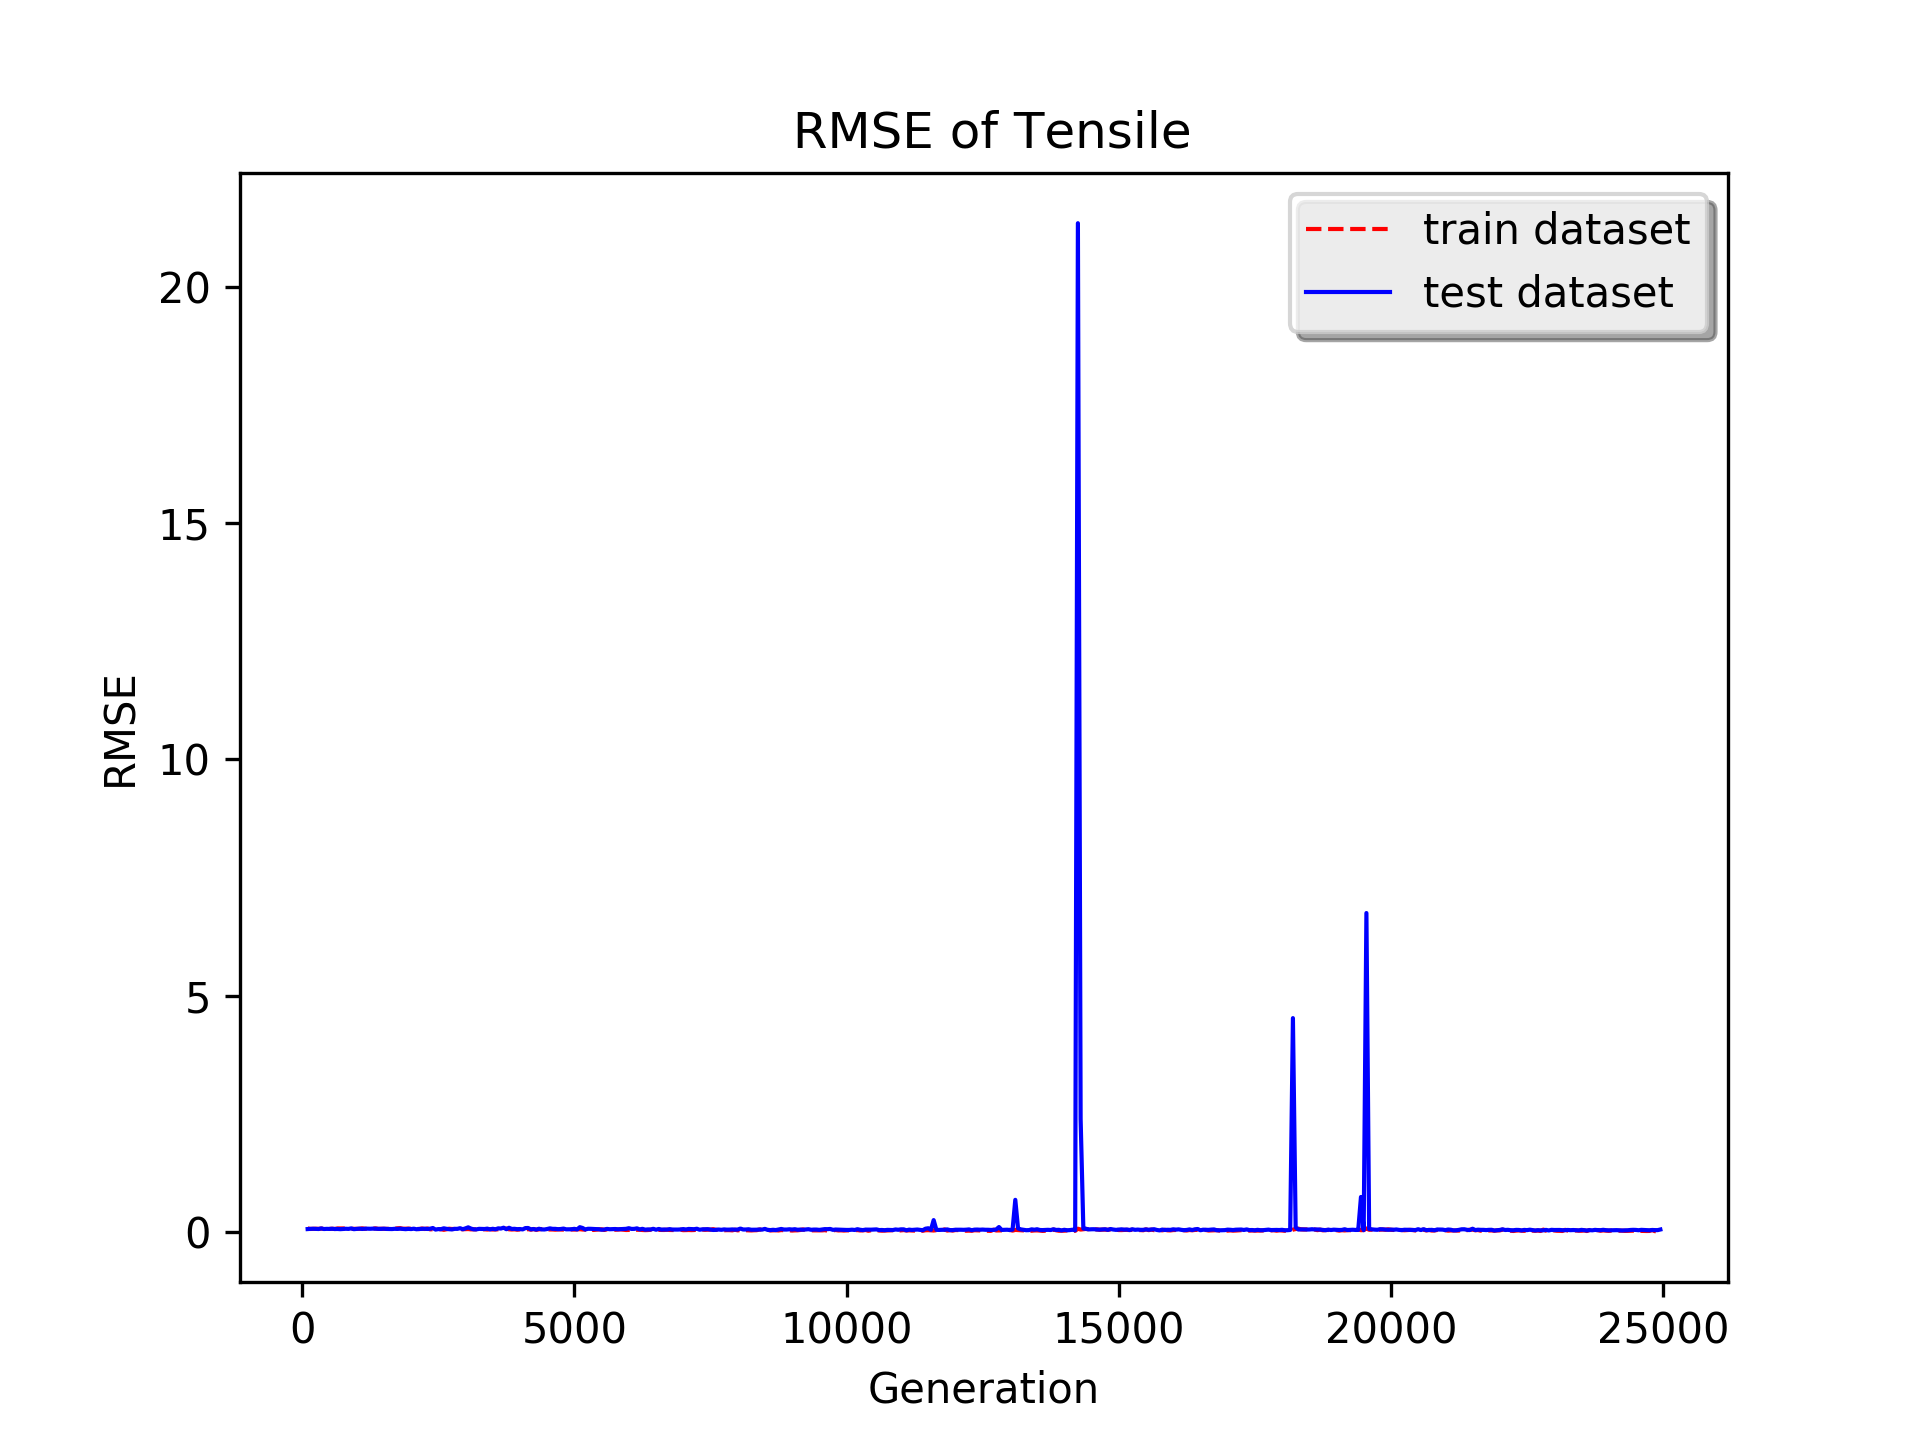 RMSE of Tensile
train dataset
test dataset
20
15
10
5
0
RMSE
0 5000 10000 15000 20000 25000
Generation